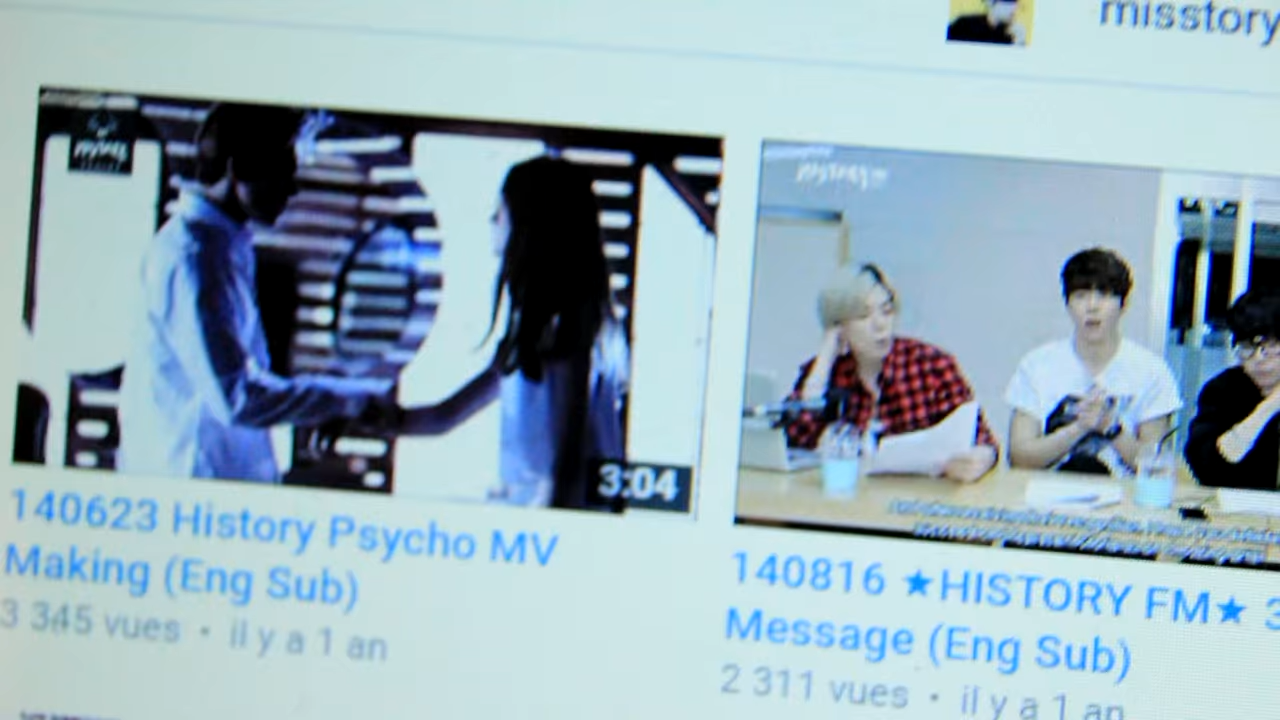 misstory
3:04
140623 History Psycho MV
Making (Eng Sub)
3 345 vues • il y a 1 an
140816 ★HISTORY FM★ 3
Message (Eng Sub)
2 311 vues • il y a 1 an